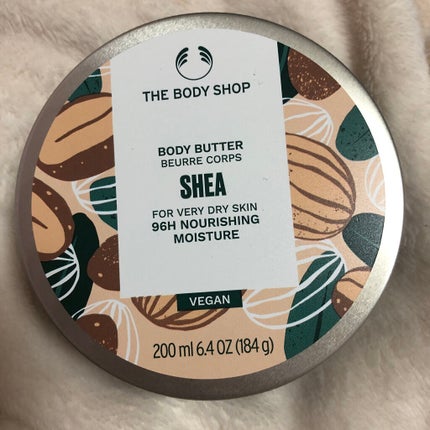 THE BODY SHOP
BODY BUTTER
BEURRE CORPS
SHEA
FOR VERY DRY SKIN
96H NOURISHING
MOISTURE
VEGAN
200 ml 6.4 OZ (184 g)